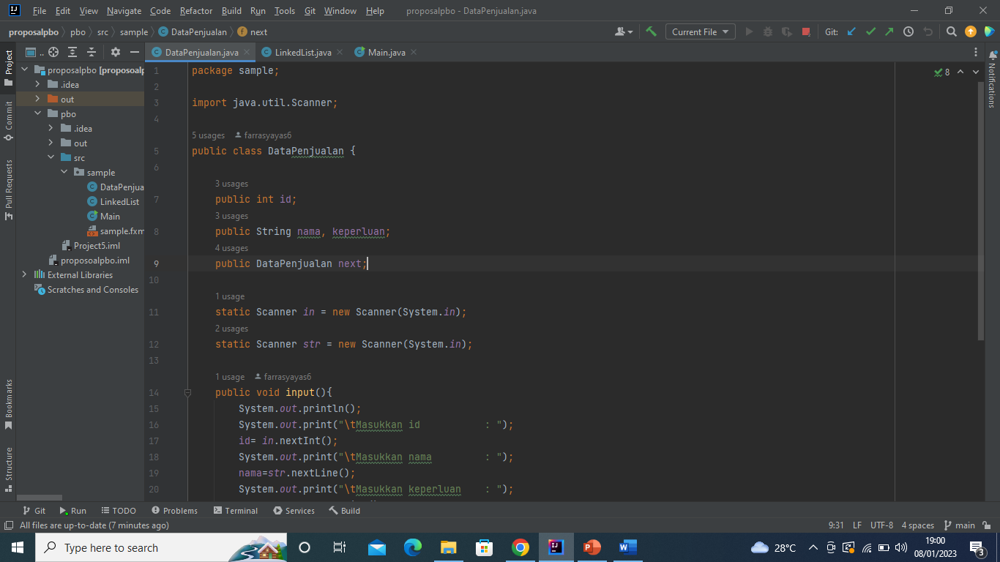 File Edit View Navigate Code Refactor Build Run Tools Git Window Help proposalpbo - DataPenjualan.java
proposalpbo pbo src sample DataPenjualan next Current File Git:
.. DataPenjualan.java LinkedList.java Main.java
Project
Commit
Pull Requests
Bookmarks
Structure
proposalpbo [proposoalp
.idea
out
pbo
.idea
out
src
sample
DataPenjua
LinkedList
Main
sample.fxm
Project5.iml
proposoalpbo.iml
External Libraries
Scratches and Consoles
1 package sample;
2
3 import java.util.Scanner;
4
5 usages farrasyayas6
5 public class DataPenjualan {
6
3 usages
7 public int id;
3 usages
8 public String nama, keperluan;
4 usages
9 public DataPenjualan next;
10
1 usage
11 static Scanner in = new Scanner(System.in);
2 usages
12 static Scanner str = new Scanner(System.in);
13
1 usage farrasyayas6
14 public void input(){
15 System.out.println();
16 System.out.print("\tMasukkan id : ");
17 id= in.nextInt();
18 System.out.print("\tMasukkan nama : ");
19 nama=str.nextLine();
20 System.out.print("\tMasukkan keperluan : ");
8
Notifications
Git Run TODO Problems Terminal Services Build
All files are up-to-date (7 minutes ago) 9:31 LF UTF-8 4 spaces main
Type here to search 28°C 19:00
08/01/2023 3